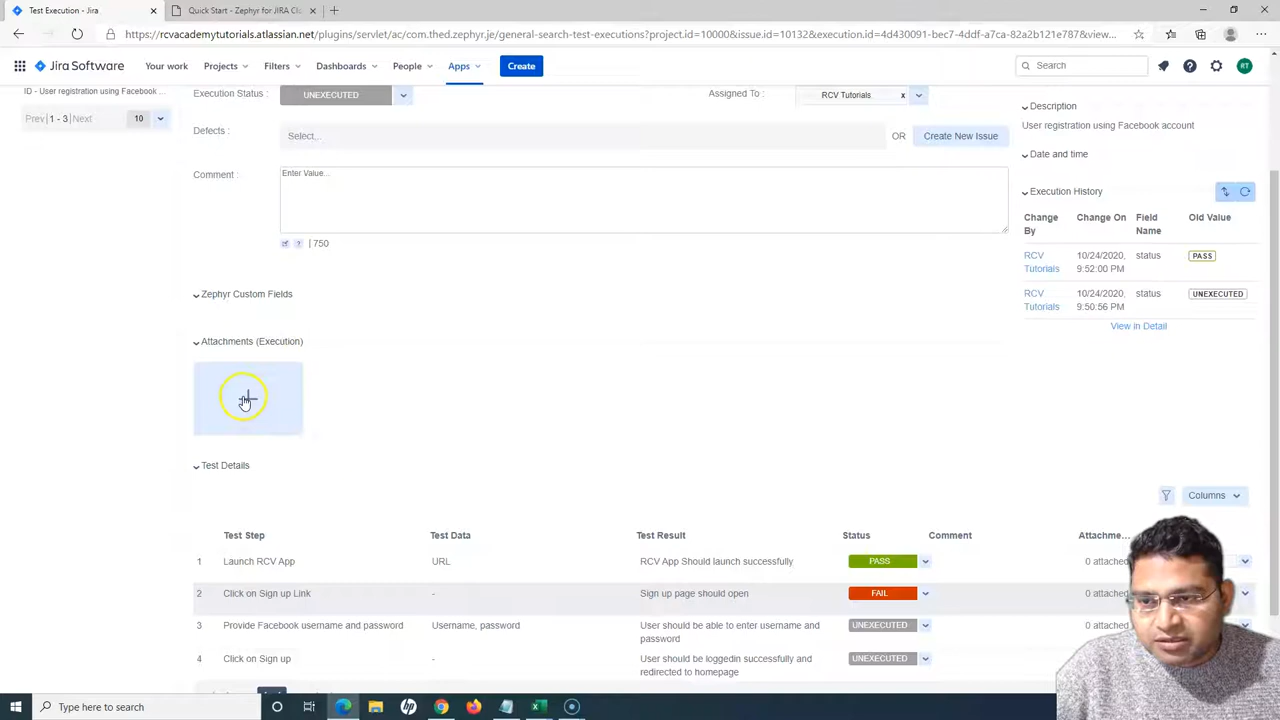 Test Execution - Jira
Quick Start - Zephyr for JIRA Cl
https://rcvacademytutorials.atlassian.net/plugins/servlet/ac/com.thed.zephyr.je/general-search-test-executions?project.id=10000&issue.id=10132&execution.id=4d430091-bec7-4ddf-a7ca-82a2b121e787&view...
Jira Software Your work Projects Filters Dashboards People Apps Create Search RT
ID - User registration using Facebook ...
Prev | 1 - 3 | Next 10
Execution Status : UNEXECUTED Assigned To : RCV Tutorials x
Defects : Select... OR Create New Issue
Comment : Enter Value...
? | 750
Zephyr Custom Fields
Attachments (Execution)
Test Details
Description
User registration using Facebook account
Date and time
Execution History
Change By Change On Field Name Old Value
RCV Tutorials 10/24/2020, 9:52:00 PM status PASS
RCV Tutorials 10/24/2020, 9:50:56 PM status UNEXECUTED
View in Detail
Columns
Test Step Test Data Test Result Status Comment Attachme...
1 Launch RCV App URL RCV App Should launch successfully PASS 0 attached
2 Click on Sign up Link - Sign up page should open FAIL 0 attached
3 Provide Facebook username and password Username, password User should be able to enter username and password UNEXECUTED 0 attached
4 Click on Sign up - User should be loggedin successfully and redirected to homepage UNEXECUTED
Type here to search